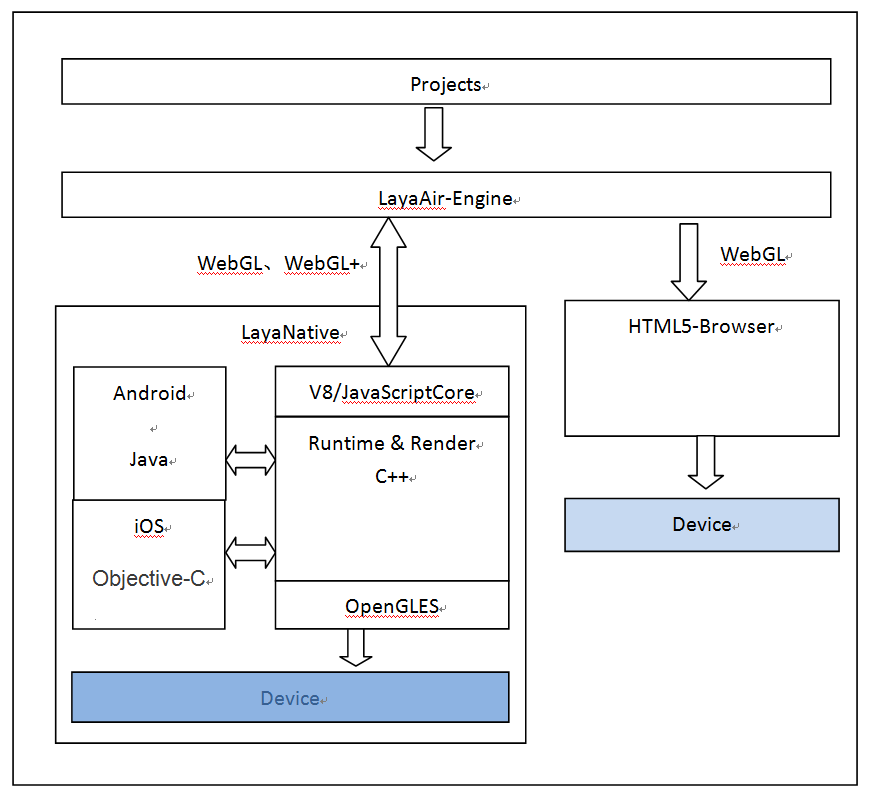 Projects
LayaAir-Engine
WebGL、WebGL+
WebGL
LayaNative
HTML5-Browser
Android
Java
V8/JavaScriptCore
Runtime & Render
C++
iOS
Objective-C
OpenGLES
Device
Device